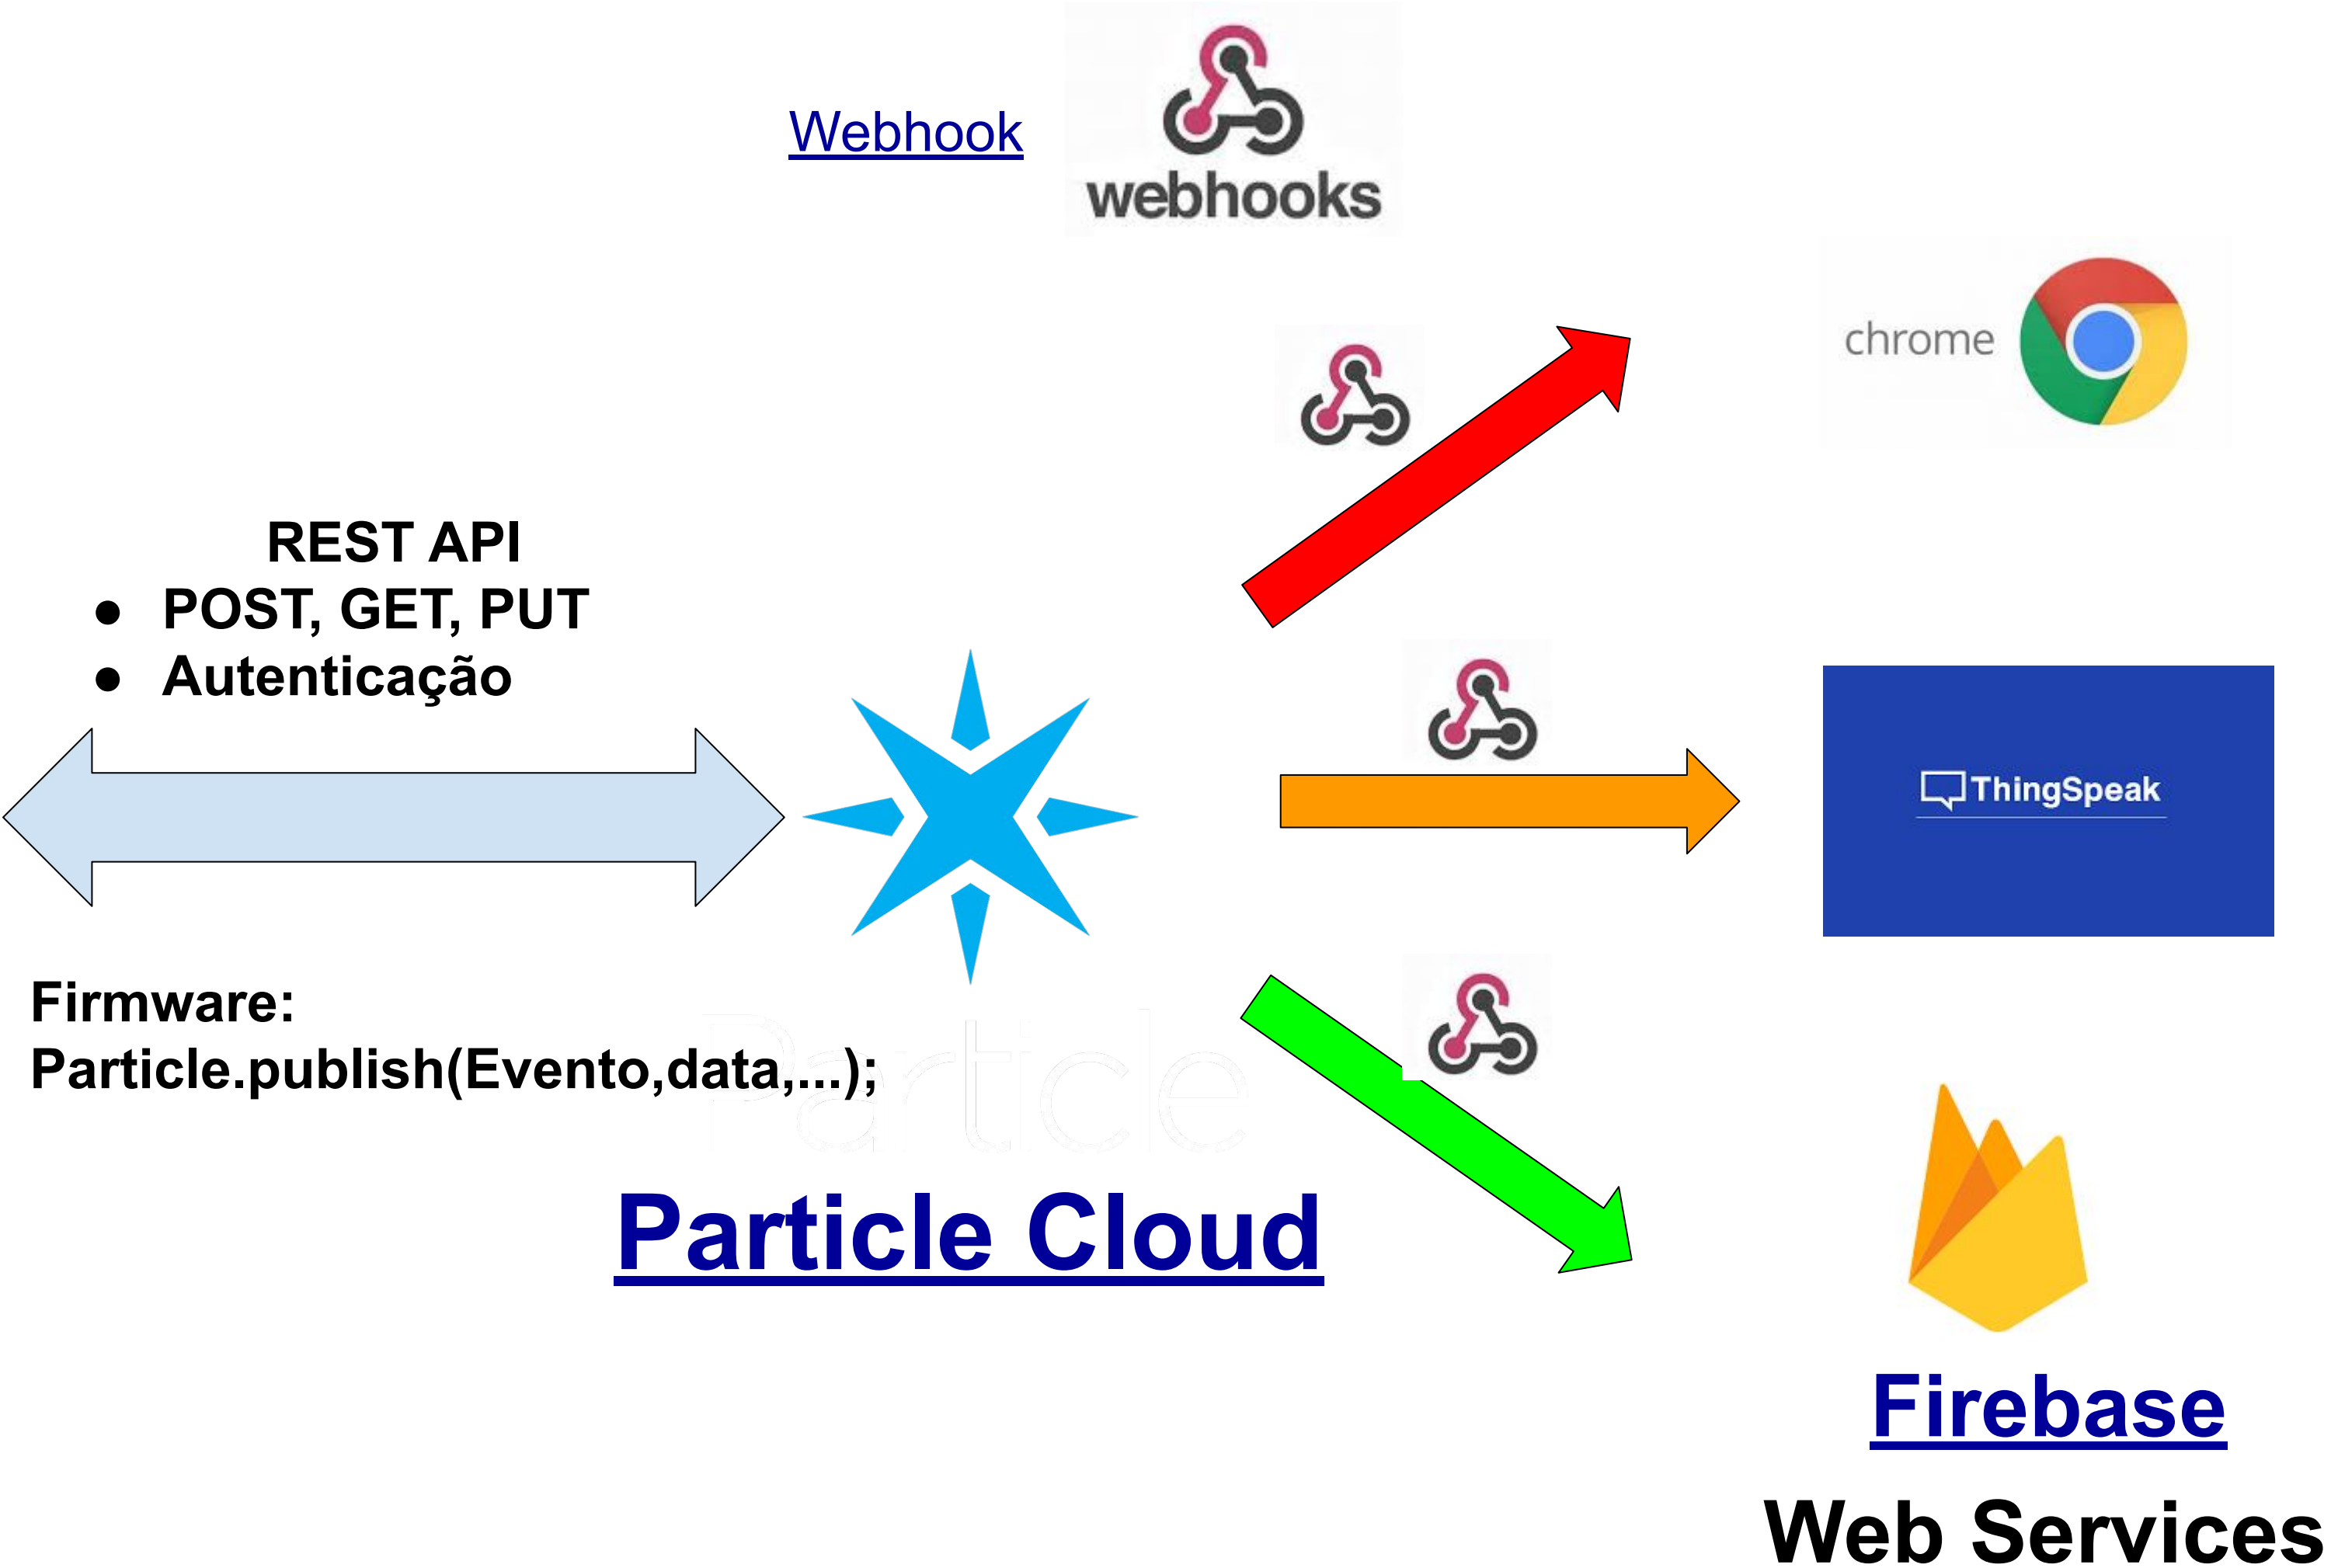 Webhook
webhooks
chrome
REST API
● POST, GET, PUT
● Autenticação
ThingSpeak
Firmware:
Particle.publish(Evento,data,...);
Particle
Particle Cloud
Firebase
Web Services